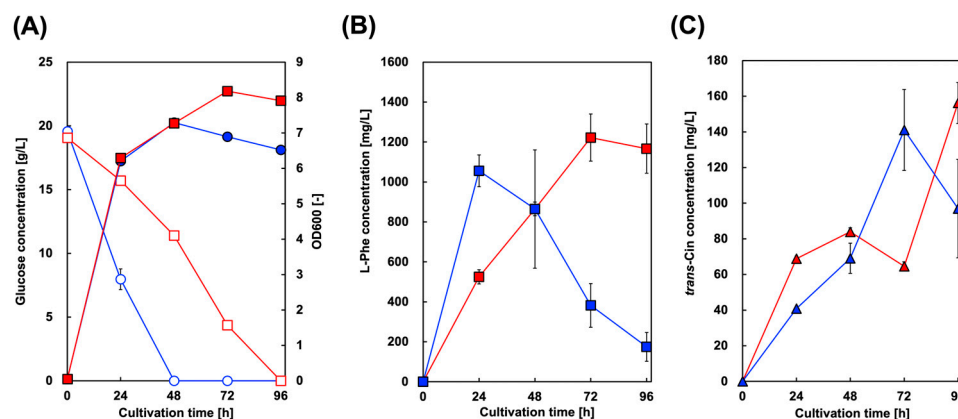 (A)
(B)
(C)
Glucose concentration [g/L]
25
20
15
10
5
0
9
8
7
6
5
4
3
2
1
0
OD600 [-]
0 24 48 72 96
Cultivation time [h]
L-Phe concentration [mg/L]
1600
1400
1200
1000
800
600
400
200
0
0 24 48 72 96
Cultivation time [h]
trans-Cin concentration [mg/L]
180
160
140
120
100
80
60
40
20
0
0 24 48 72
Cultivation time [h]